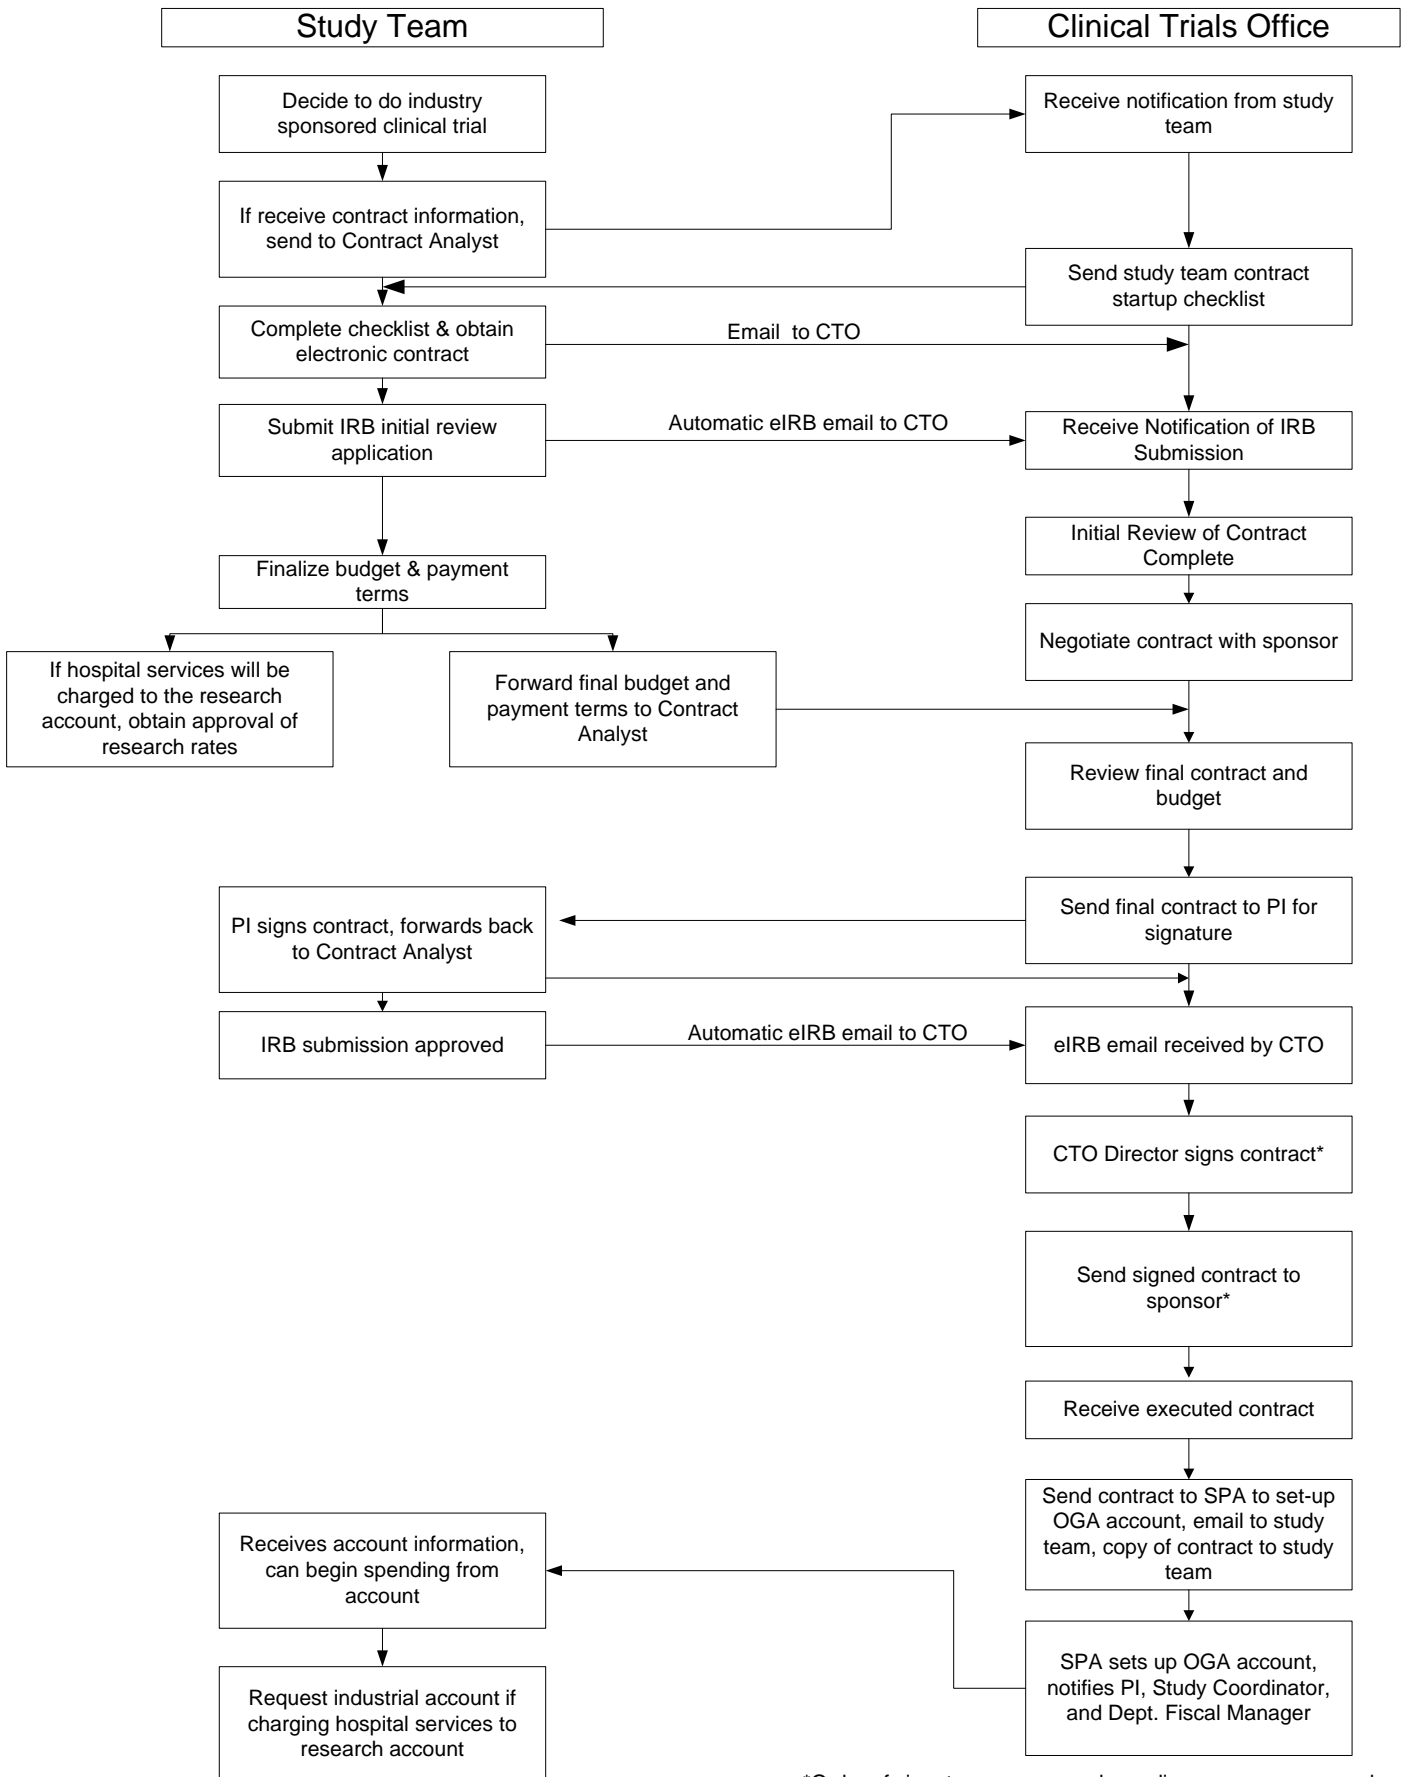 Study Team
Clinical Trials Office
Decide to do industry
sponsored clinical trial
Receive notification from study
team
If receive contract information,
send to Contract Analyst
Send study team contract
startup checklist
Complete checklist & obtain
electronic contract
Email to CTO
Submit IRB initial review
application
Automatic eIRB email to CTO
Receive Notification of IRB
Submission
Initial Review of Contract
Complete
Finalize budget & payment
terms
Negotiate contract with sponsor
If hospital services will be
charged to the research
account, obtain approval of
research rates
Forward final budget and
payment terms to Contract
Analyst
Review final contract and
budget
Send final contract to PI for
signature
PI signs contract, forwards back
to Contract Analyst
IRB submission approved
Automatic eIRB email to CTO
eIRB email received by CTO
CTO Director signs contract*
Send signed contract to
sponsor*
Receive executed contract
Send contract to SPA to set-up
OGA account, email to study
team, copy of contract to study
team
Receives account information,
can begin spending from
account
SPA sets up OGA account,
notifies PI, Study Coordinator,
and Dept. Fiscal Manager
Request industrial account if
charging hospital services to
research account